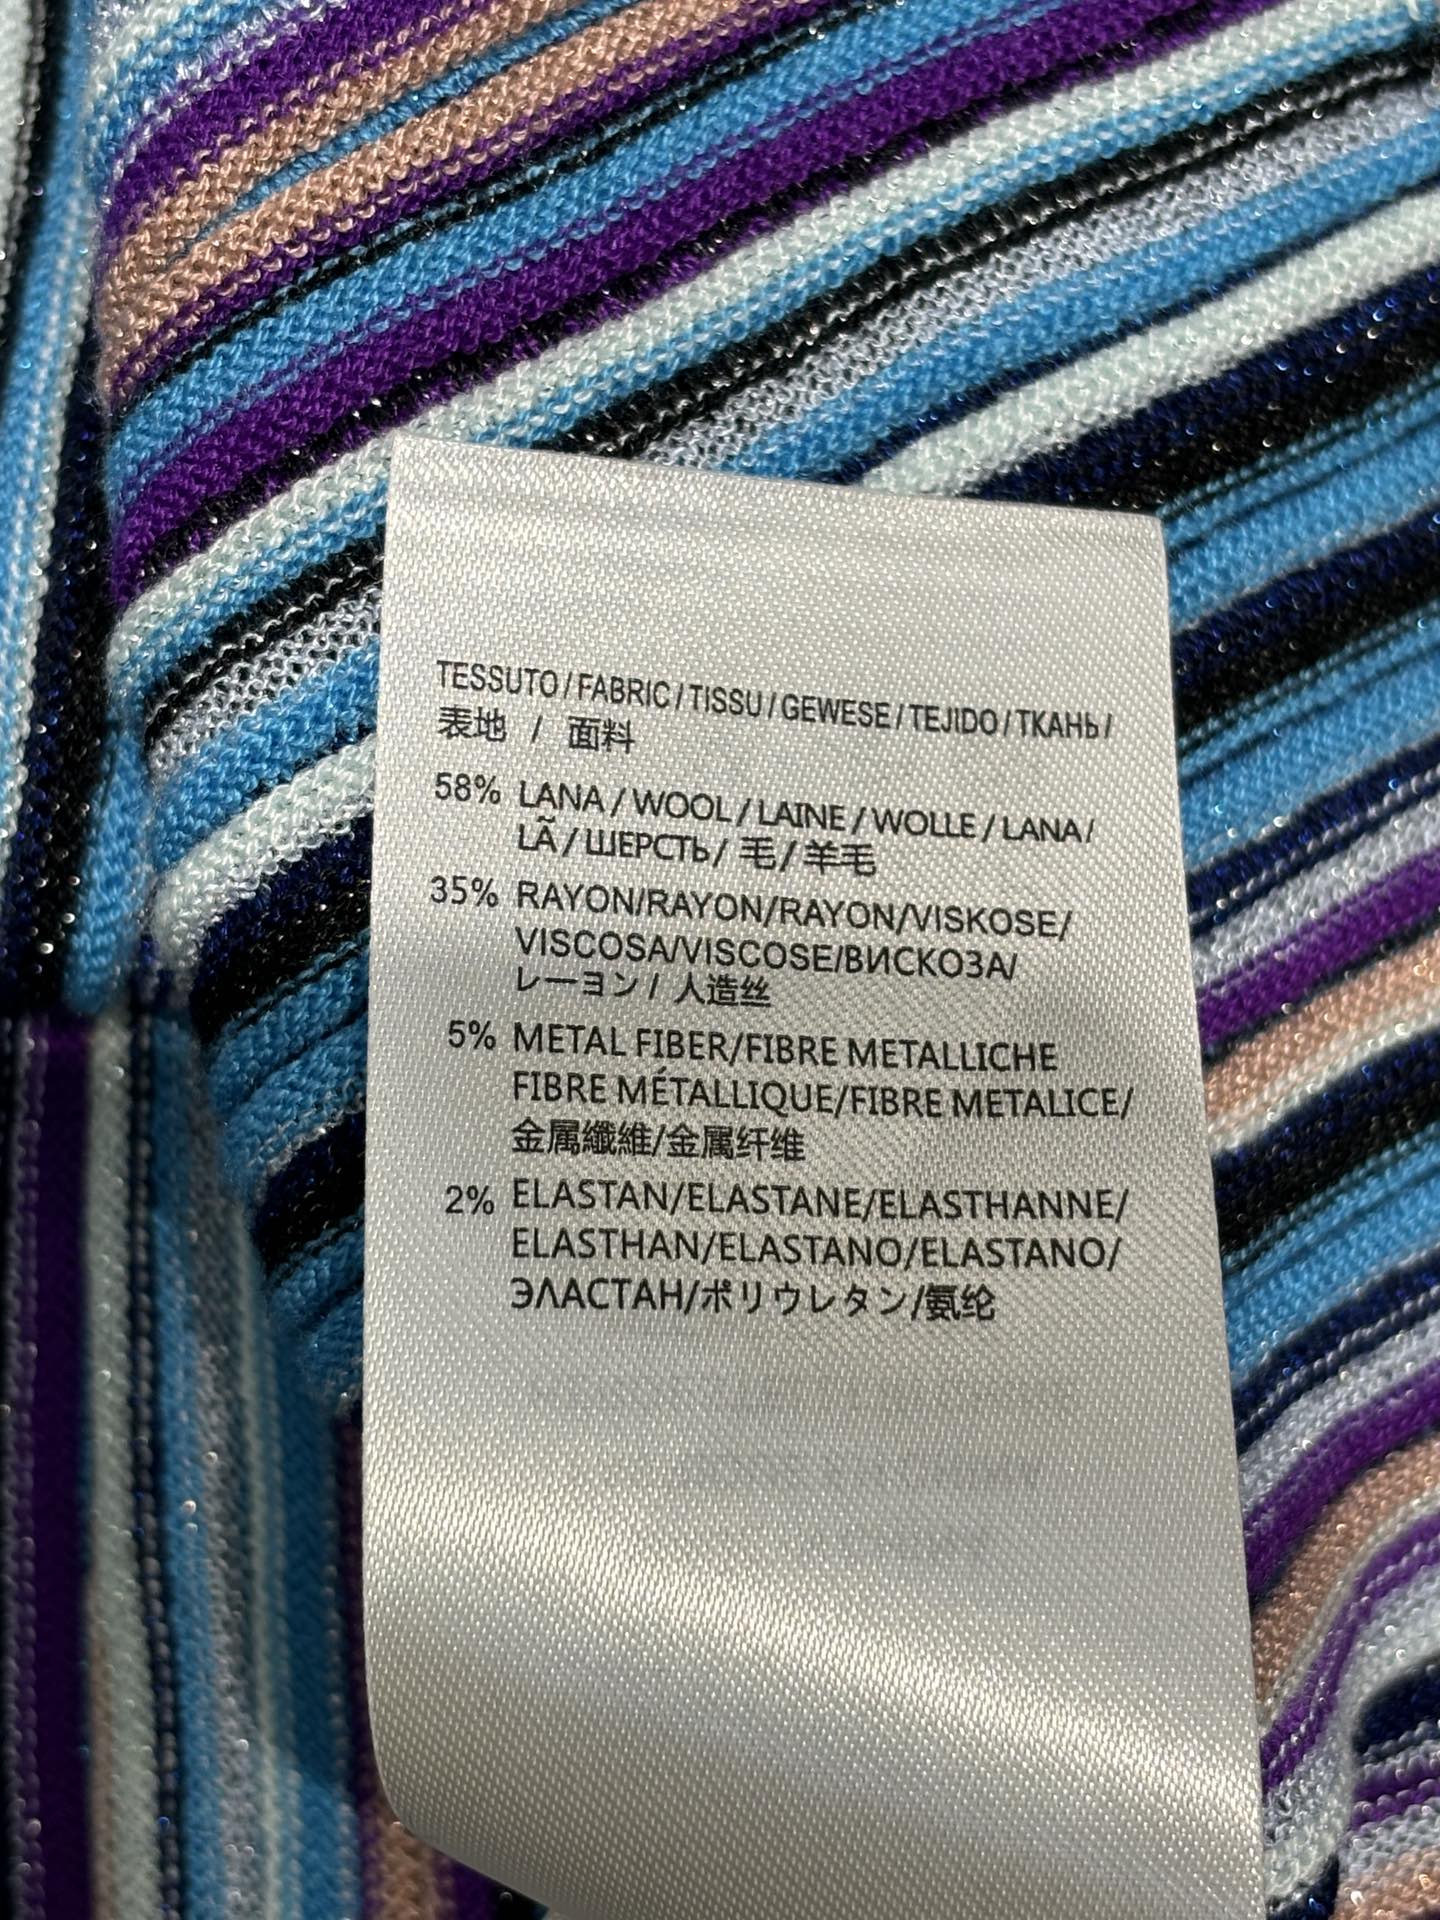 TESSUTO/FABRIC/TISSU/GEWESE/TEJIDO/ТКАНЬ/
表地 / 面料
58% LANA/WOOL/LAINE/WOLLE/LANA/
LÃ/ШЕРСТЬ/ 毛/羊毛
35% RAYON/RAYON/RAYON/VISKOSE/
VISCOSA/VISCOSE/ВИСКОЗА/
レーヨン/ 人造丝
5% METAL FIBER/FIBRE METALLICHE
FIBRE MÉTALLIQUE/FIBRE METALICE/
金属纖維/金属纤维
2% ELASTAN/ELASTANE/ELASTHANNE/
ELASTHAN/ELASTANO/ELASTANO/
ЭЛАСТАН/ポリウレタン/氨纶